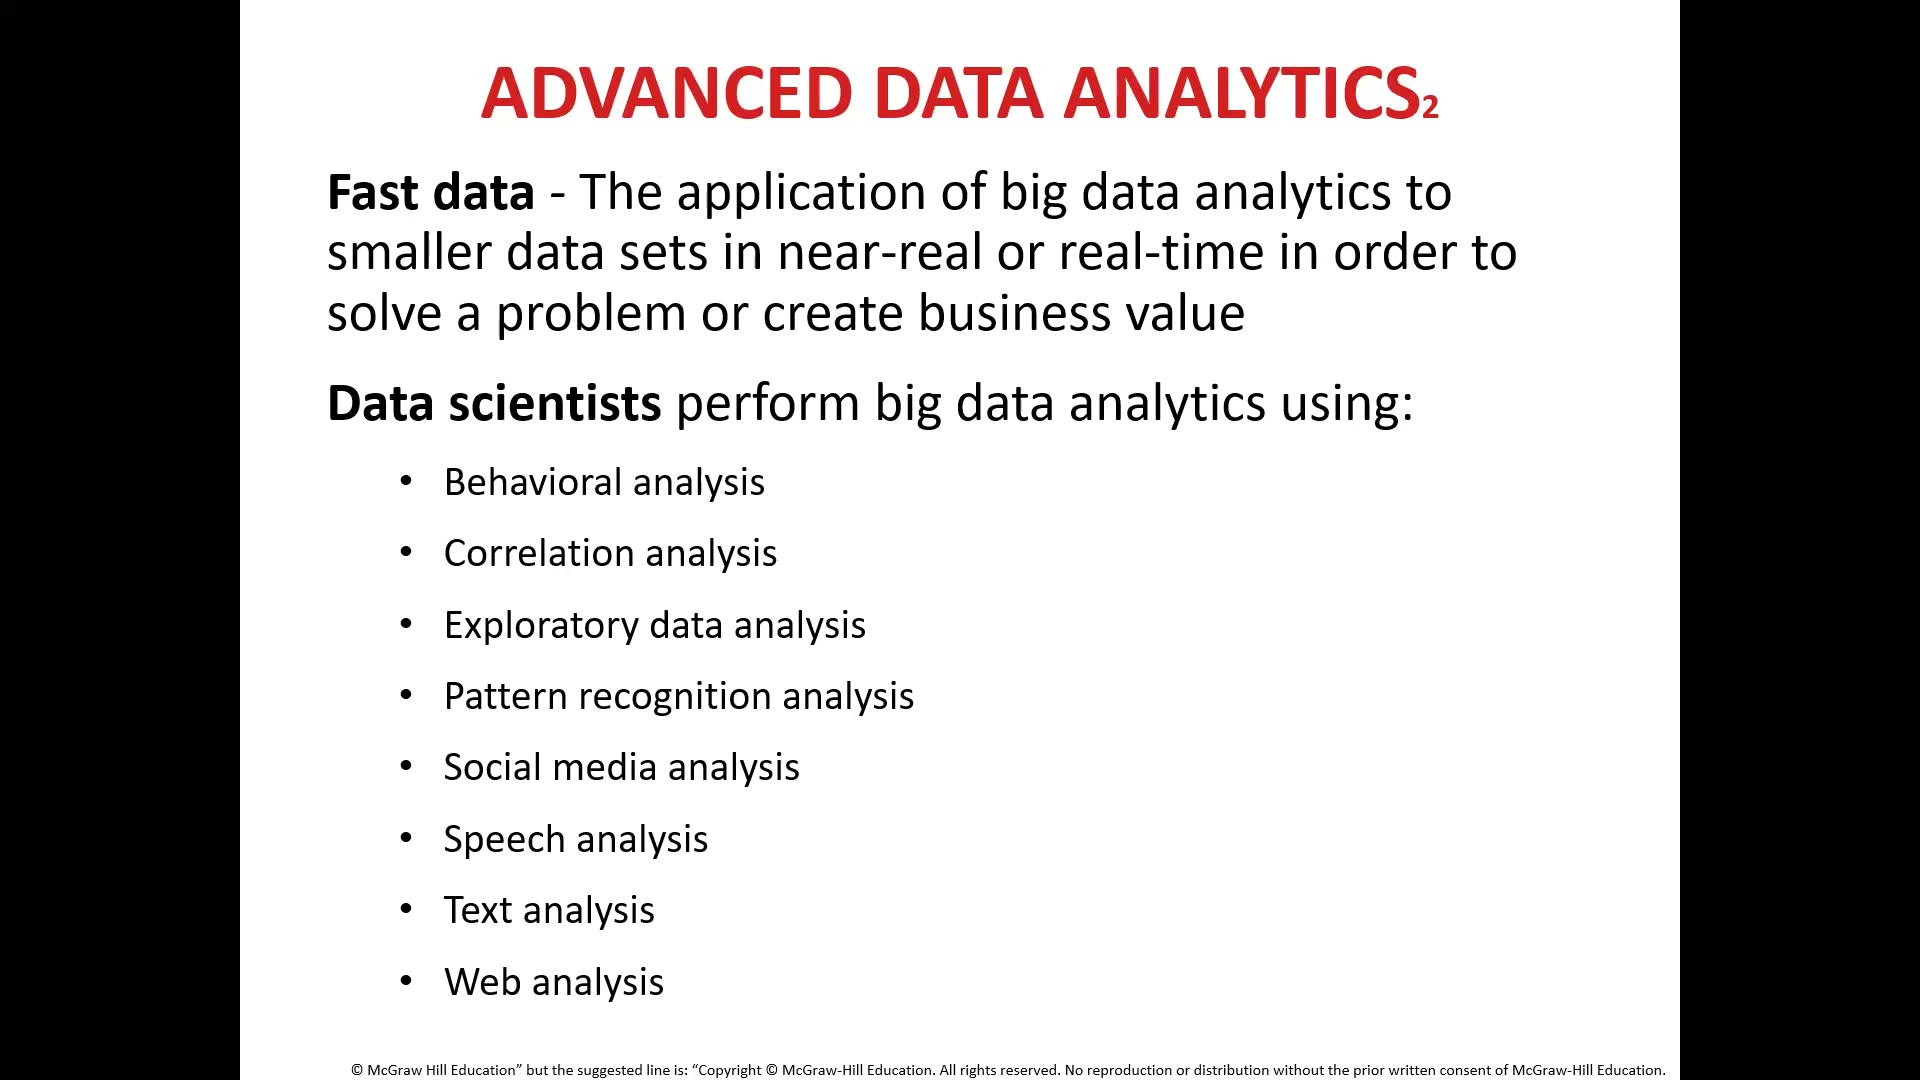 ADVANCED DATA ANALYTICS2
Fast data - The application of big data analytics to
smaller data sets in near-real or real-time in order to
solve a problem or create business value
Data scientists perform big data analytics using:
• Behavioral analysis
• Correlation analysis
• Exploratory data analysis
• Pattern recognition analysis
• Social media analysis
• Speech analysis
• Text analysis
• Web analysis
© McGraw Hill Education” but the suggested line is: “Copyright © McGraw-Hill Education. All rights reserved. No reproduction or distribution without the prior written consent of McGraw-Hill Education.